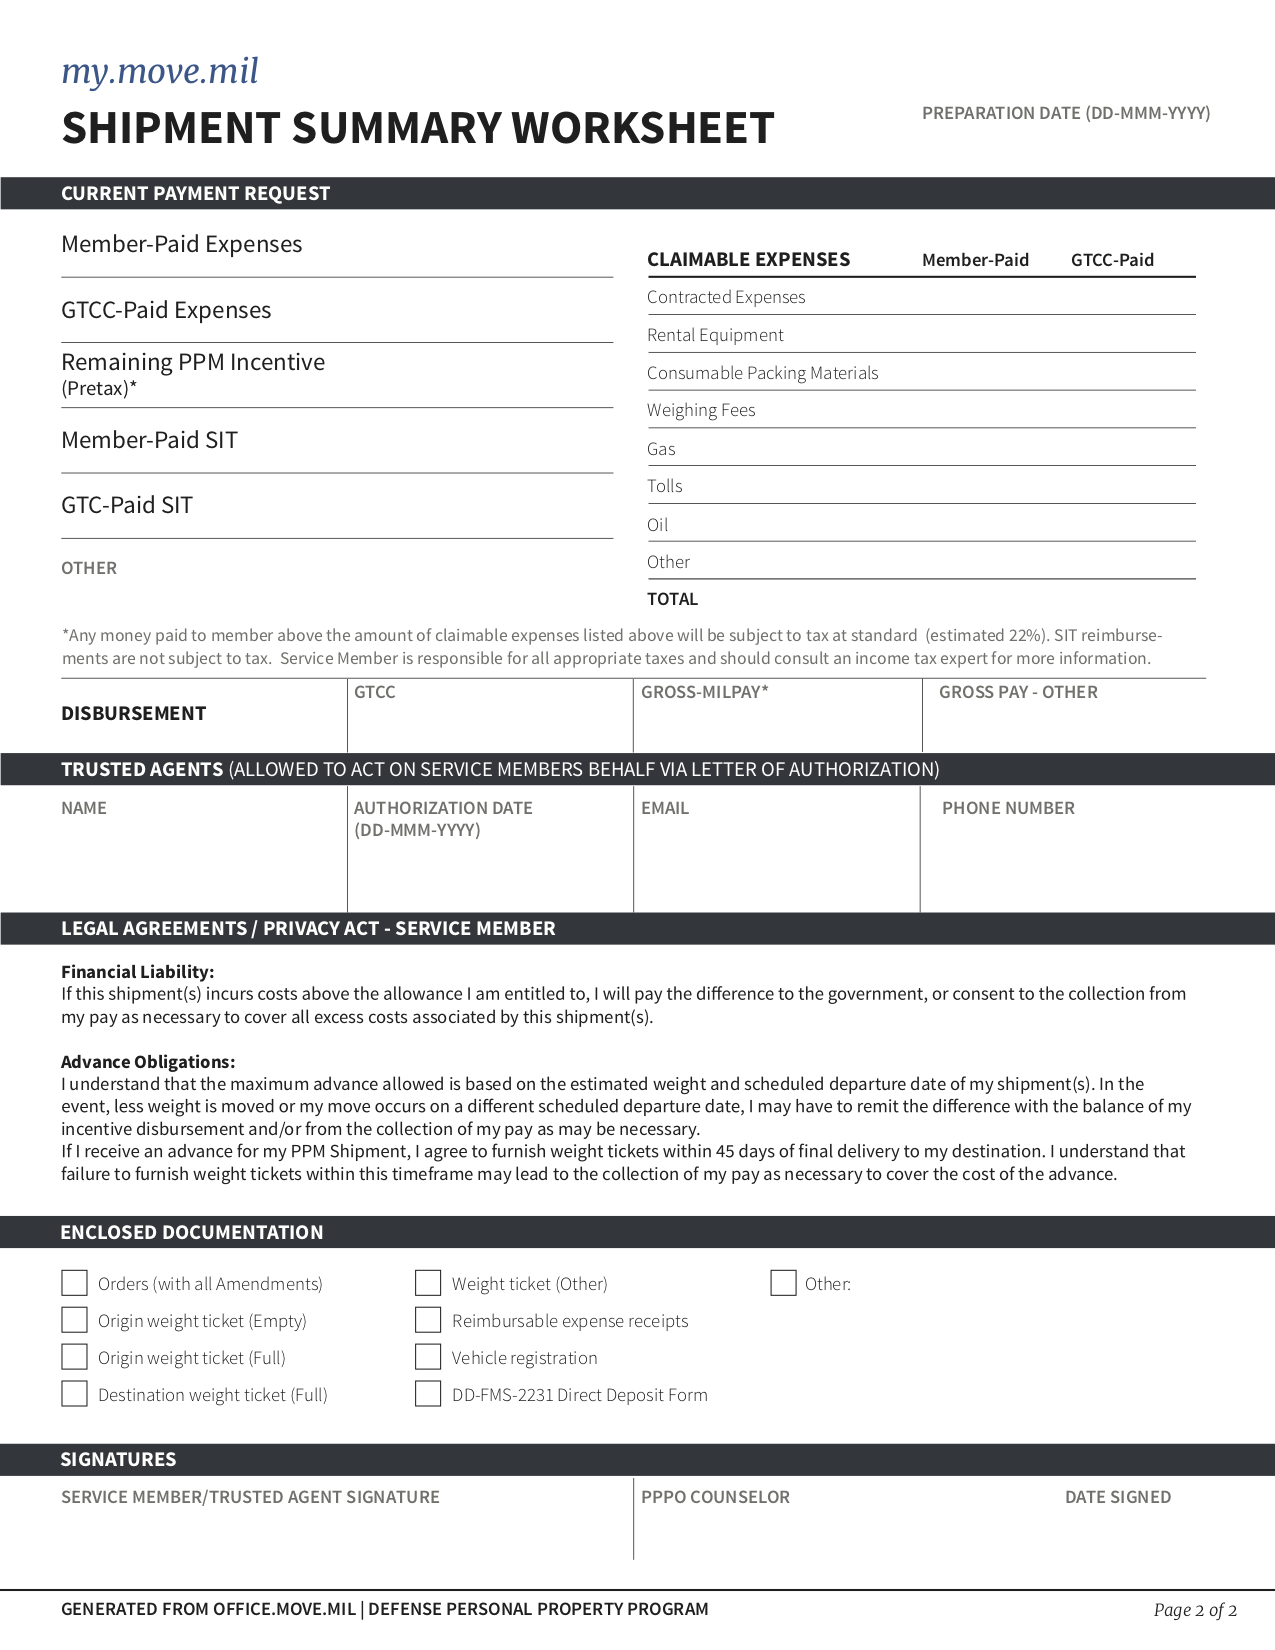 my.move.mil
SHIPMENT SUMMARY WORKSHEET
PREPARATION DATE (DD-MMM-YYYY)
CURRENT PAYMENT REQUEST
Member-Paid Expenses
GTCC-Paid Expenses
Remaining PPM Incentive
(Pretax)*
Member-Paid SIT
GTC-Paid SIT
OTHER
CLAIMABLE EXPENSES Member-Paid GTCC-Paid
Contracted Expenses
Rental Equipment
Consumable Packing Materials
Weighing Fees
Gas
Tolls
Oil
Other
TOTAL
*Any money paid to member above the amount of claimable expenses listed above will be subject to tax at standard (estimated 22%). SIT reimburse-
ments are not subject to tax. Service Member is responsible for all appropriate taxes and should consult an income tax expert for more information.
DISBURSEMENT
GTCC
GROSS-MILPAY*
GROSS PAY - OTHER
TRUSTED AGENTS (ALLOWED TO ACT ON SERVICE MEMBERS BEHALF VIA LETTER OF AUTHORIZATION)
NAME
AUTHORIZATION DATE
(DD-MMM-YYYY)
EMAIL
PHONE NUMBER
LEGAL AGREEMENTS / PRIVACY ACT - SERVICE MEMBER
Financial Liability:
If this shipment(s) incurs costs above the allowance I am entitled to, I will pay the difference to the government, or consent to the collection from
my pay as necessary to cover all excess costs associated by this shipment(s).
Advance Obligations:
I understand that the maximum advance allowed is based on the estimated weight and scheduled departure date of my shipment(s). In the
event, less weight is moved or my move occurs on a different scheduled departure date, I may have to remit the difference with the balance of my
incentive disbursement and/or from the collection of my pay as may be necessary.
If I receive an advance for my PPM Shipment, I agree to furnish weight tickets within 45 days of final delivery to my destination. I understand that
failure to furnish weight tickets within this timeframe may lead to the collection of my pay as necessary to cover the cost of the advance.
ENCLOSED DOCUMENTATION
Orders (with all Amendments)
Origin weight ticket (Empty)
Origin weight ticket (Full)
Destination weight ticket (Full)
Weight ticket (Other)
Reimbursable expense receipts
Vehicle registration
DD-FMS-2231 Direct Deposit Form
Other:
SIGNATURES
SERVICE MEMBER/TRUSTED AGENT SIGNATURE
PPPO COUNSELOR
DATE SIGNED
GENERATED FROM OFFICE.MOVE.MIL | DEFENSE PERSONAL PROPERTY PROGRAM
Page 2 of 2